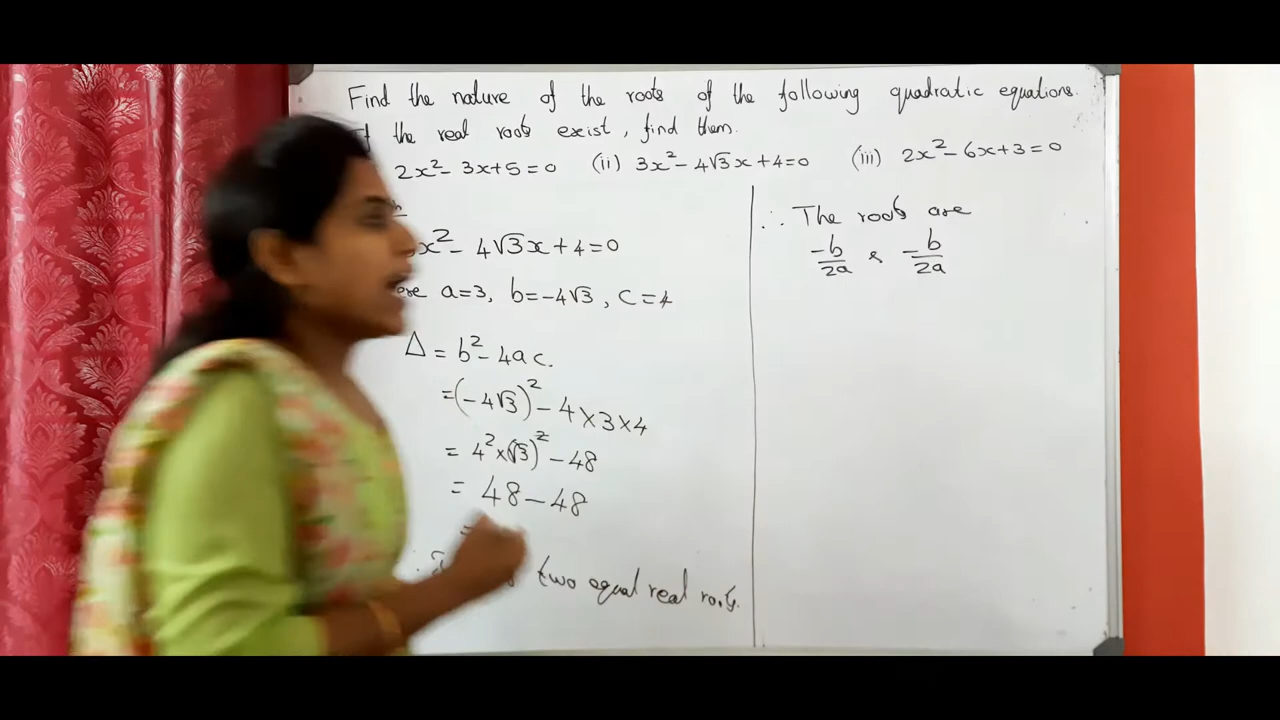 Find the nature of the roots of the following quadratic equations.
the real roots exist, find them.
2x²- 3x+5=0 (ii) 3x²- 4√3x+4=0 (iii) 2x²-6x+3=0
x²- 4√3x+4=0
a=3, b=-4√3, c=4
Δ = b²-4ac.
=(-4√3)²-4×3×4
= 4²×√3)²-48
= 48-48
=
two equal real roots.
∴ The roots are
-b/2a & -b/2a